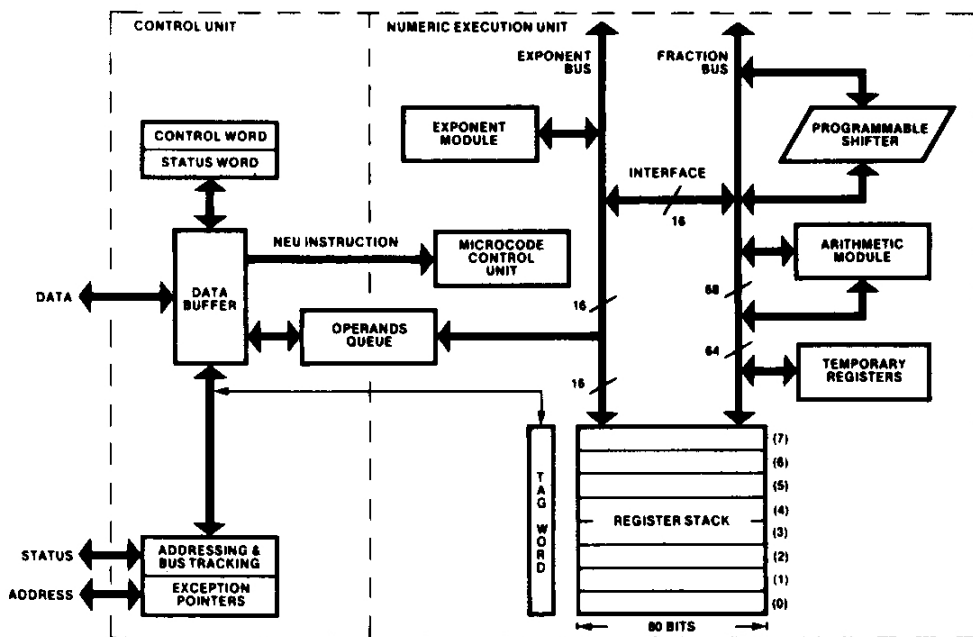 CONTROL UNIT
NUMERIC EXECUTION UNIT
EXPONENT
BUS
FRACTION
BUS
CONTROL WORD
STATUS WORD
EXPONENT
MODULE
PROGRAMMABLE
SHIFTER
INTERFACE
16
NEU INSTRUCTION
MICROCODE
CONTROL
UNIT
ARITHMETIC
MODULE
DATA
DATA
BUFFER
16
68
OPERANDS
QUEUE
64
TEMPORARY
REGISTERS
16
TAG WORD
REGISTER STACK
(7)
(6)
(5)
(4)
(3)
(2)
(1)
(0)
STATUS
ADDRESSING &
BUS TRACKING
ADDRESS
EXCEPTION
POINTERS
80 BITS